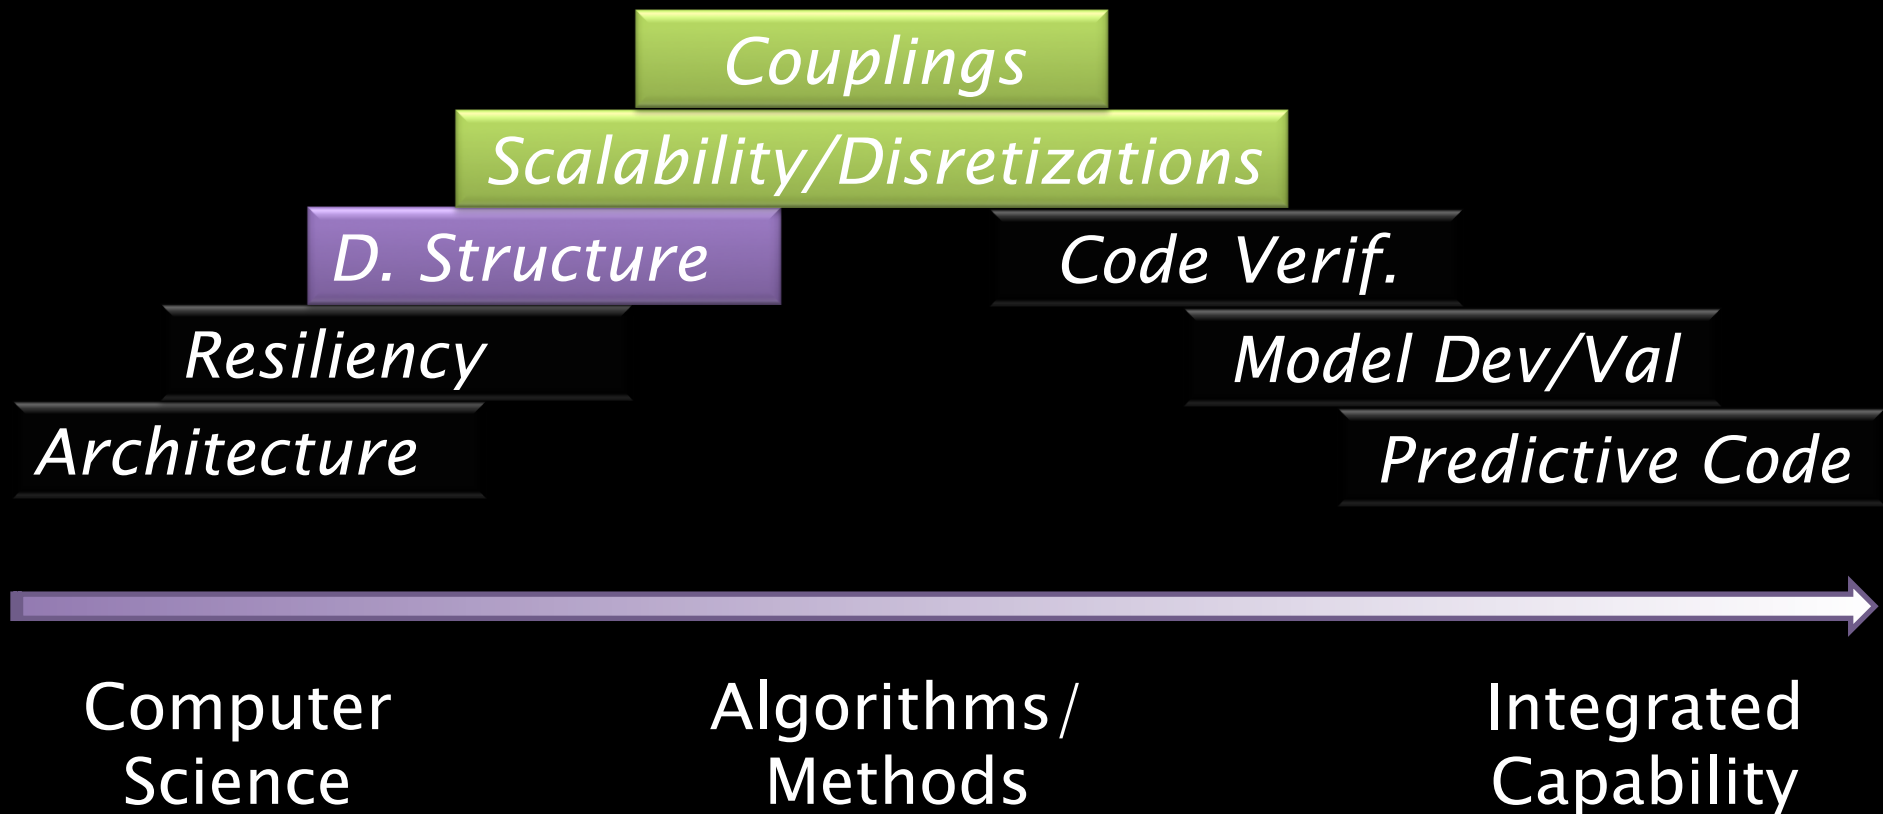 Couplings
Scalability/Disretizations
D. Structure
Code Verif.
Resiliency
Model Dev/Val
Architecture
Predictive Code
Computer
Science
Algorithms/
Methods
Integrated
Capability